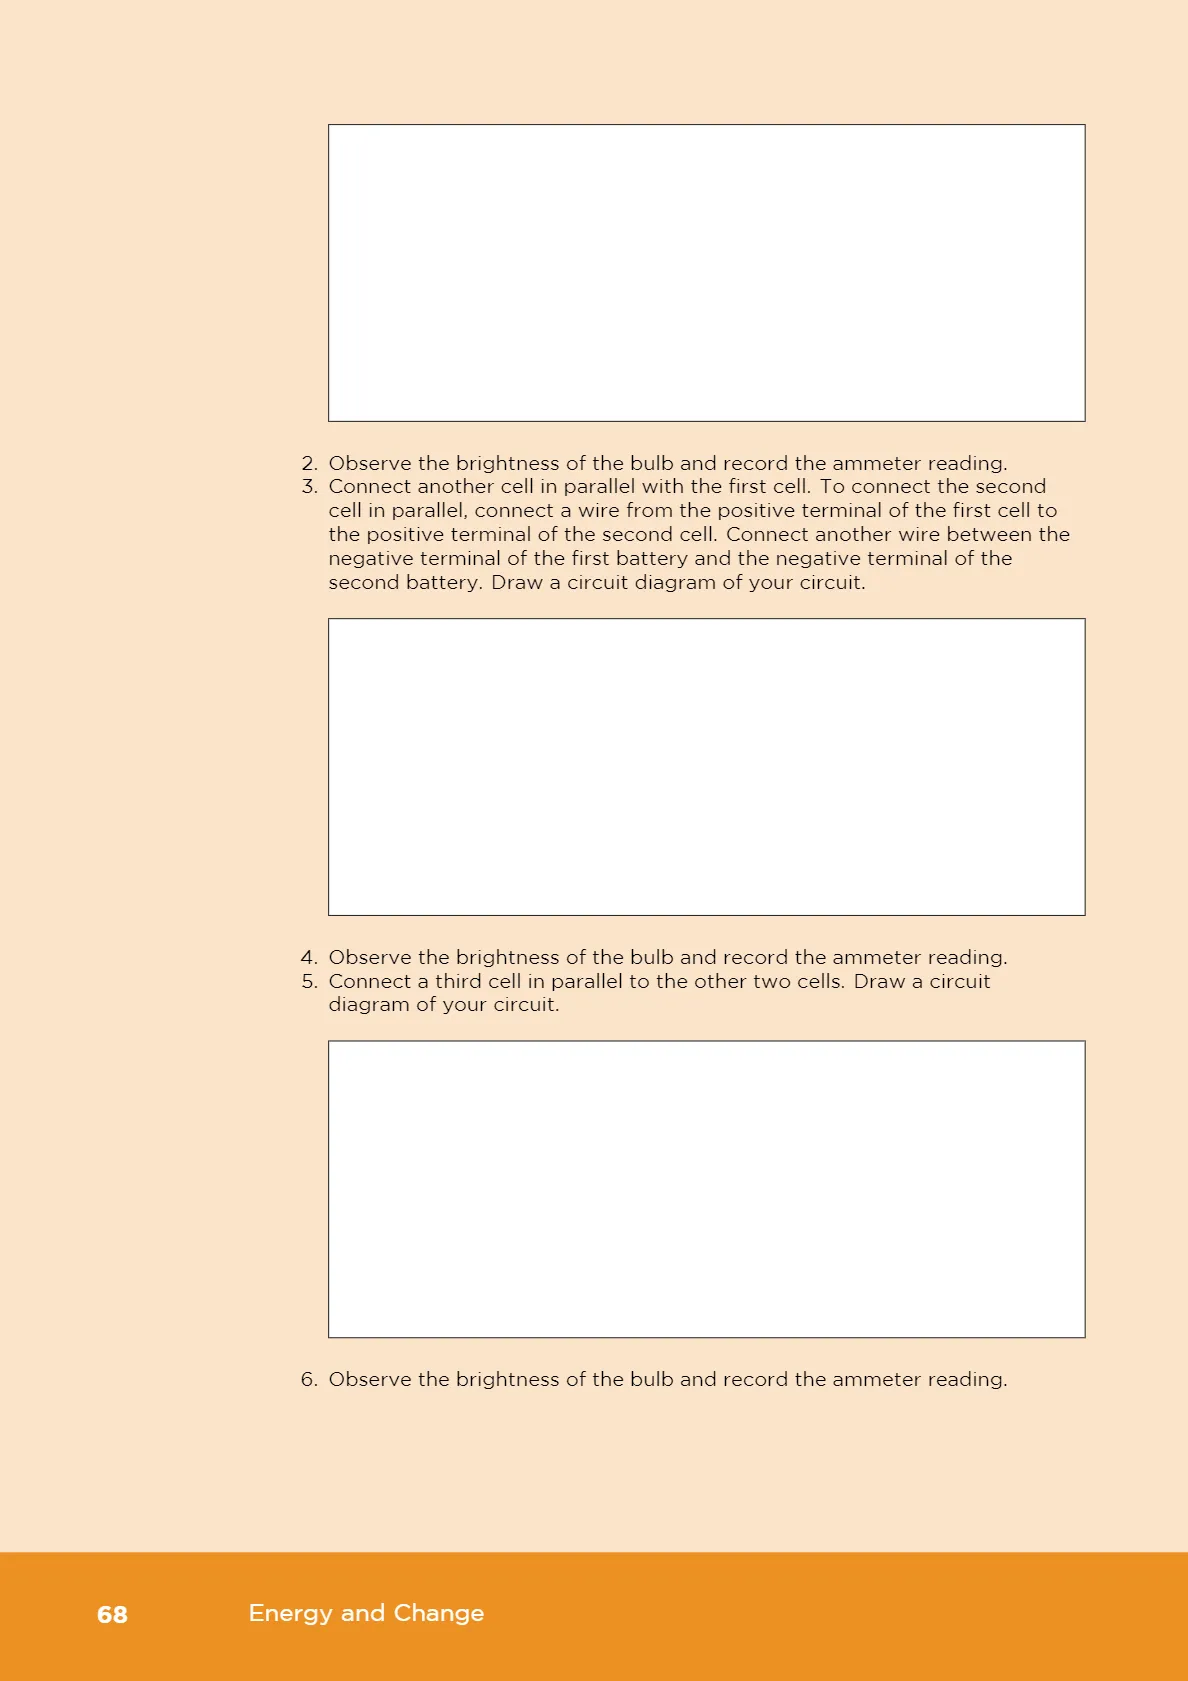 2. Observe the brightness of the bulb and record the ammeter reading.
3. Connect another cell in parallel with the first cell. To connect the second
cell in parallel, connect a wire from the positive terminal of the first cell to
the positive terminal of the second cell. Connect another wire between the
negative terminal of the first battery and the negative terminal of the
second battery. Draw a circuit diagram of your circuit.
4. Observe the brightness of the bulb and record the ammeter reading.
5. Connect a third cell in parallel to the other two cells. Draw a circuit
diagram of your circuit.
6. Observe the brightness of the bulb and record the ammeter reading.
68 Energy and Change